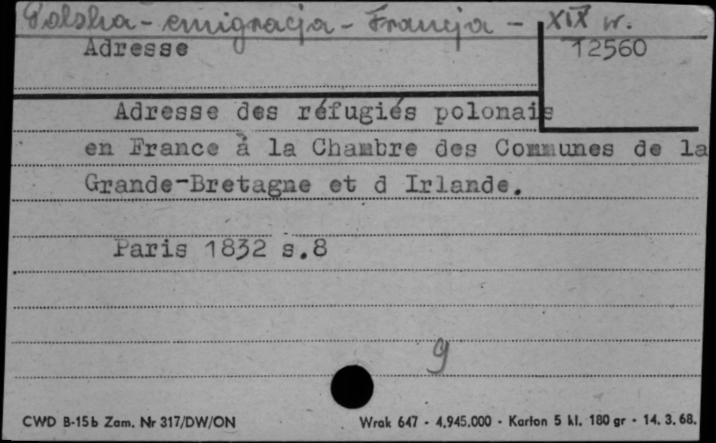 Polska - emigracja - Francja - XIX w.
Adresse 12560
Adresse des réfugiés polonais
en France à la Chambre des Communes de la
Grande-Bretagne et d Irlande.
Paris 1832 s.8
9
CWD B-15b Zam. Nr 317/DW/ON Wrak 647 - 4.945.000 - Karton 5 kl. 180 gr - 14. 3. 68.